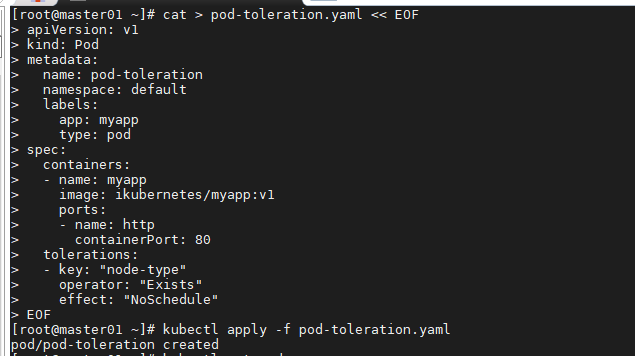 [root@master01 ~]# cat > pod-toleration.yaml << EOF
> apiVersion: v1
> kind: Pod
> metadata:
>   name: pod-toleration
>   namespace: default
>   labels:
>     app: myapp
>     type: pod
> spec:
>   containers:
>   - name: myapp
>     image: ikubernetes/myapp:v1
>     ports:
>     - name: http
>       containerPort: 80
>   tolerations:
>   - key: "node-type"
>     operator: "Exists"
>     effect: "NoSchedule"
> EOF
[root@master01 ~]# kubectl apply -f pod-toleration.yaml
pod/pod-toleration created